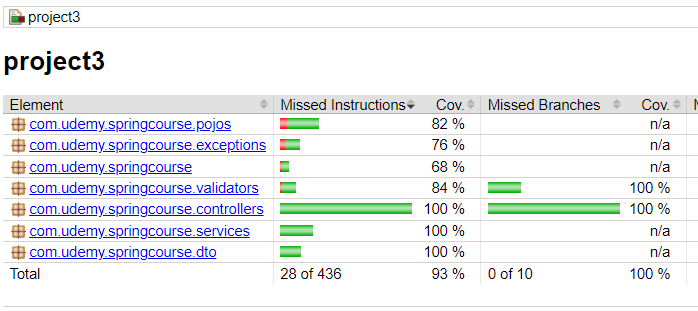 project3
project3
Element Missed Instructions Cov. Missed Branches Cov.
com.udemy.springcourse.pojos 82 % n/a
com.udemy.springcourse.exceptions 76 % n/a
com.udemy.springcourse 68 % n/a
com.udemy.springcourse.validators 84 % 100 %
com.udemy.springcourse.controllers 100 % 100 %
com.udemy.springcourse.services 100 % n/a
com.udemy.springcourse.dto 100 % n/a
Total 28 of 436 93 % 0 of 10 100 %